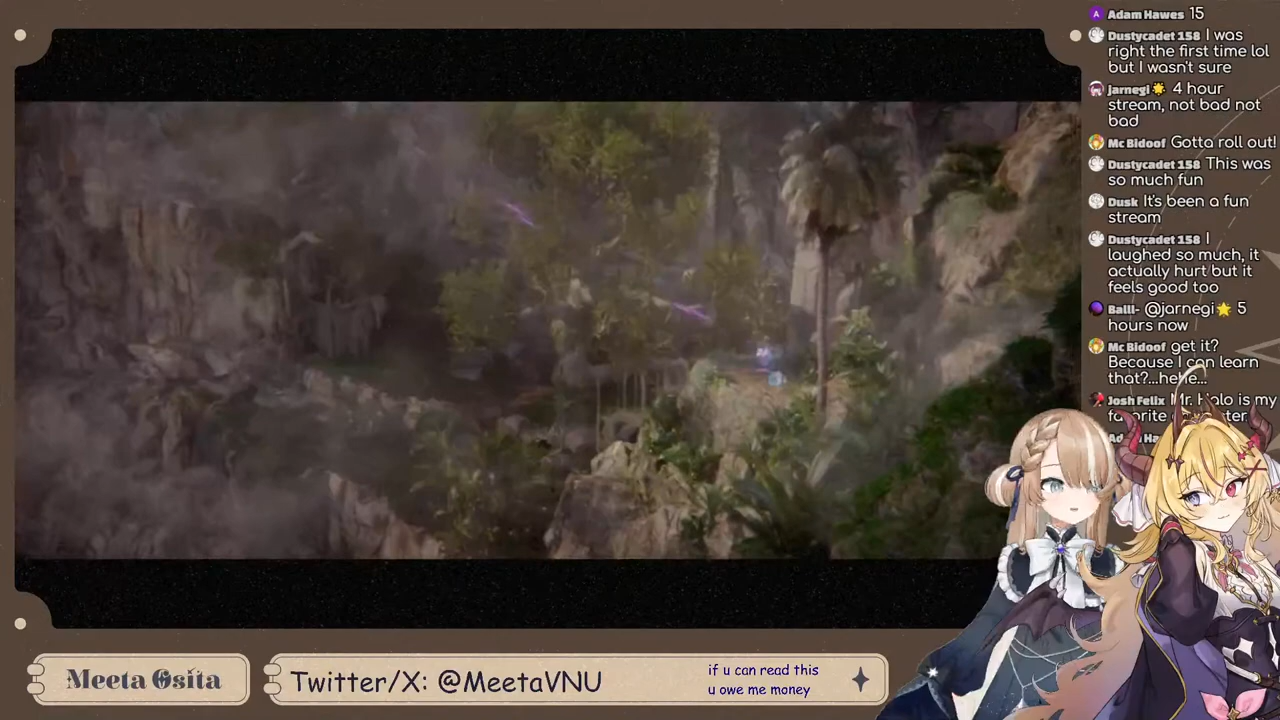 Adam Hawes 15
Dustycadet 158 I was
right the first time lol
but I wasn't sure
Jarnegi 4 hour
stream, not bad not
bad
Mc Bidoof Gotta roll out!
Dustycadet 158 This was
so much fun
Dusk It's been a fun
stream
Dustycadet 158 I
laughed so much, it
actually hurt but it
feels good too
Balli- @jarnegi 5
hours now
Mc Bidoof get it?
Because I can learn
that?...hehe...
Josh Felix Mr. Halo is my
Meeta Osita
Twitter/X: @MeetaVNU
if u can read this
u owe me money